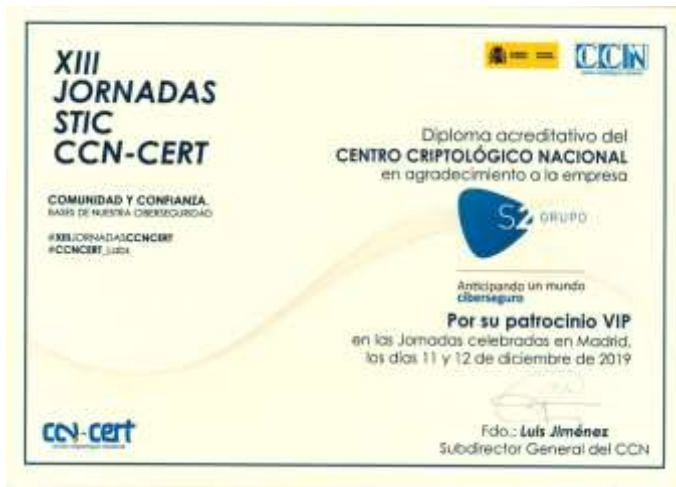 XIII
JORNADAS
STIC
CCN-CERT
COMUNIDAD Y CONFIANZA.
BASES DE NUESTRA CIBERSEGURIDAD
#XIIIJORNADASCCNCERT
#CCNCERT_Labs
CCN
Diploma acreditativo del
CENTRO CRIPTOLÓGICO NACIONAL
en agradecimiento a la empresa
S2 GRUPO
Anticipando un mundo
ciberseguro
Por su patrocinio VIP
en las Jornadas celebradas en Madrid,
los días 11 y 12 de diciembre de 2019
ccn-cert
Fdo.: Luis Jiménez
Subdirector General del CCN